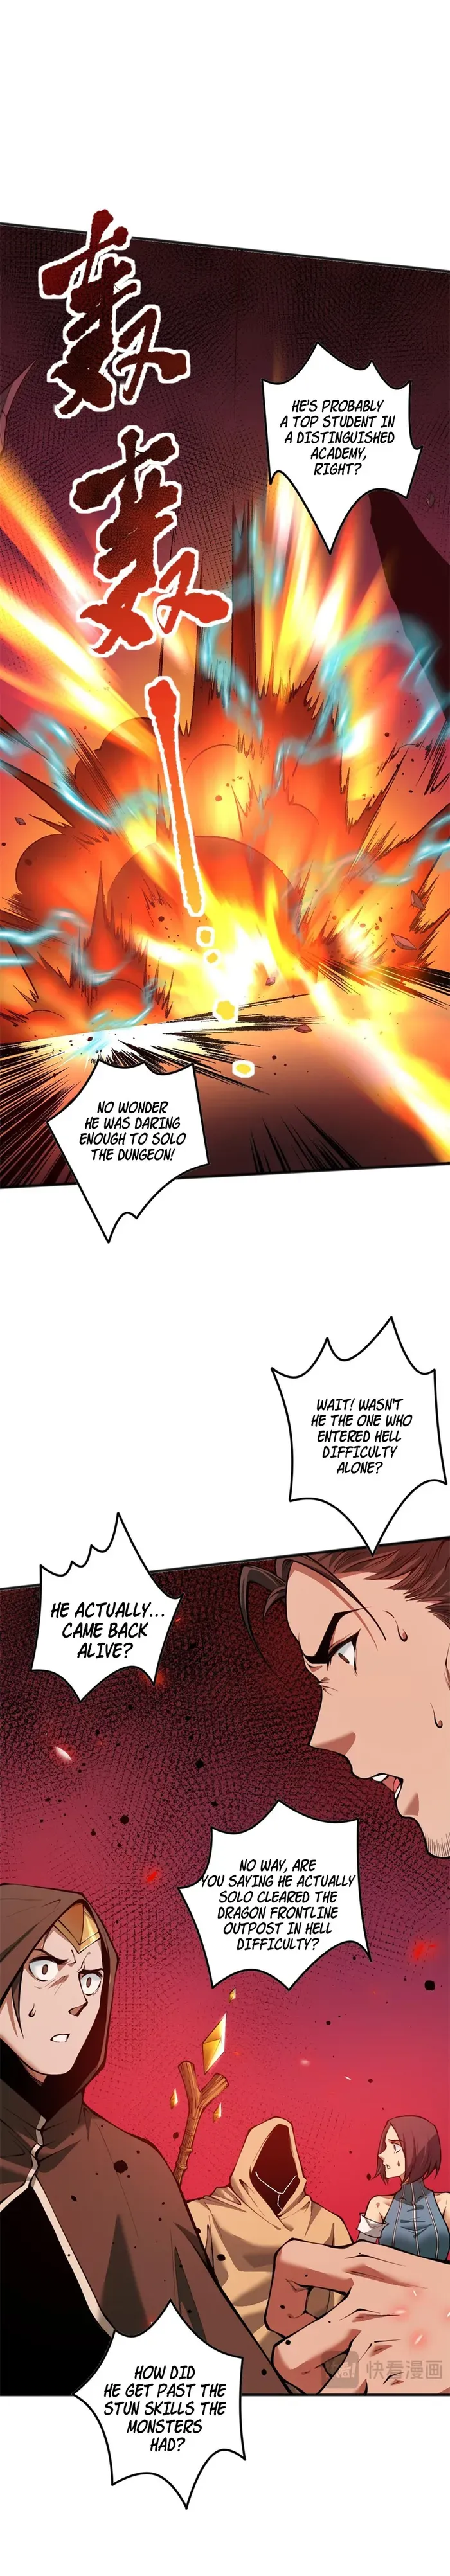 轰
轰
HE'S PROBABLY
A TOP STUDENT IN
A DISTINGUISHED
ACADEMY,
RIGHT?
NO WONDER
HE WAS DARING
ENOUGH TO SOLO
THE DUNGEON!
WAIT! WASN'T
HE THE ONE WHO
ENTERED HELL
DIFFICULTY
ALONE?
HE ACTUALLY...
CAME BACK
ALIVE?
NO WAY, ARE
YOU SAYING HE ACTUALLY
SOLO CLEARED THE
DRAGON FRONTLINE
OUTPOST IN HELL
DIFFICULTY?
快看漫画
HOW DID
HE GET PAST THE
STUN SKILLS THE
MONSTERS
HAD?